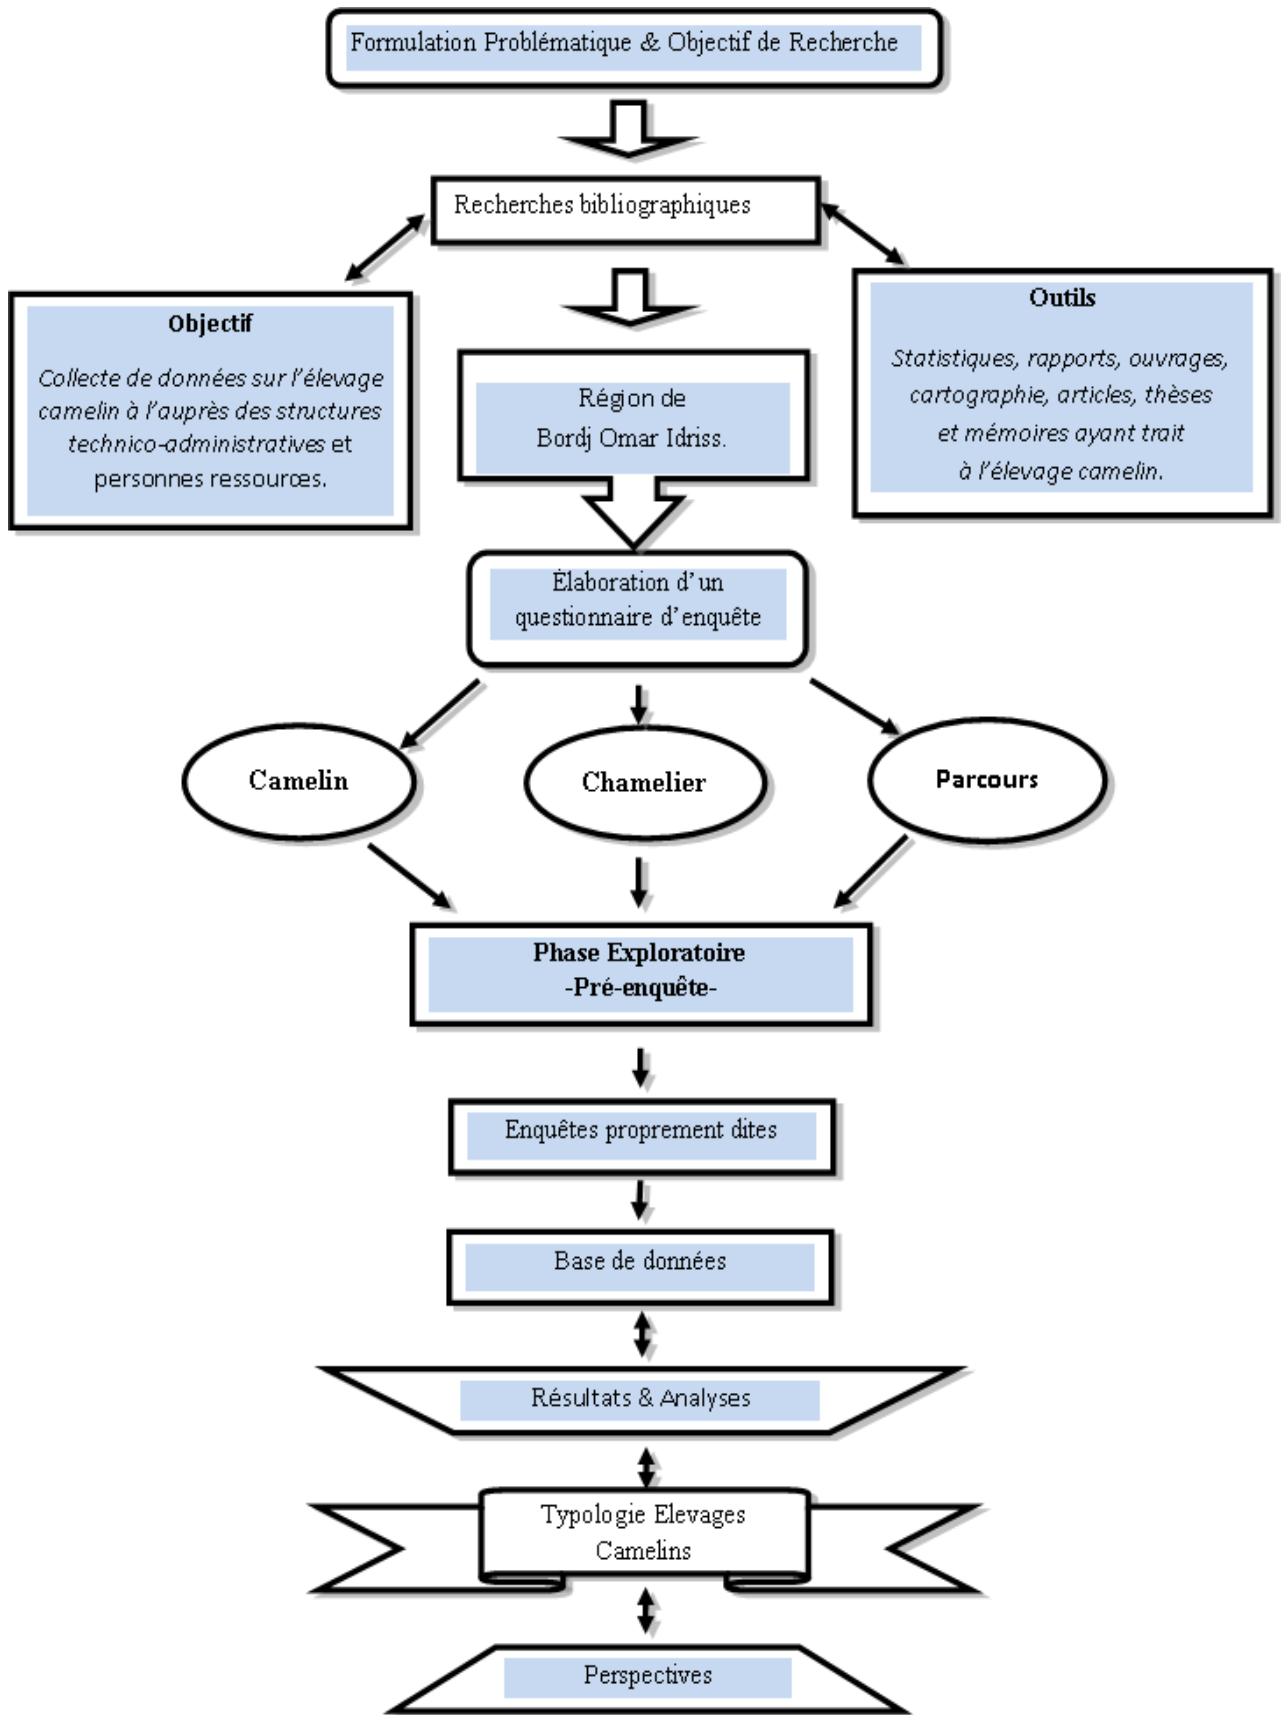 Formulation Problématique & Objectif de Recherche
Recherches bibliographiques
Objectif
Collecte de données sur l'élevage
camelin à l'auprès des structures
technico-administratives et
personnes ressources.
Outils
Statistiques, rapports, ouvrages,
cartographie, articles, thèses
et mémoires ayant trait
à l'élevage camelin.
Région de
Bordj Omar Idriss.
Élaboration d'un
questionnaire d'enquête
Camelin
Chamelier
Parcours
Phase Exploratoire
-Pré-enquête-
Enquêtes proprement dites
Base de données
Résultats & Analyses
Typologie Elevages
Camelins
Perspectives